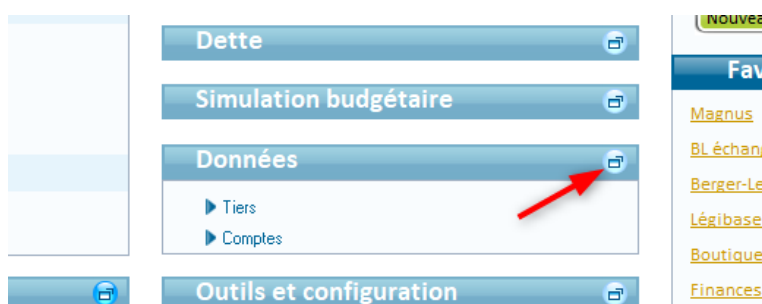 Dette
Simulation budgétaire
Données
Tiers
Comptes
Outils et configuration
Magnus
Légibase
Boutique
Finances